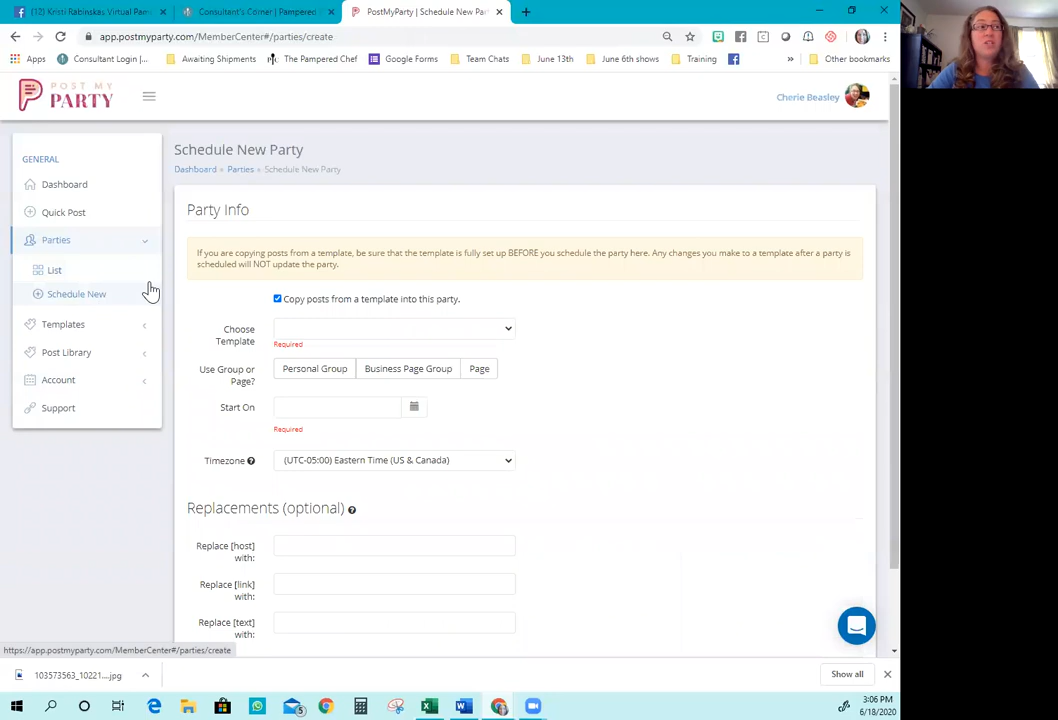 (12) Kristi Rabinskas Virtual Pam
Consultant's Corner | Pampered
PostMyParty | Schedule New Par
app.postmyparty.com/MemberCenter#/parties/create
Apps
Consultant Login |...
Awaiting Shipments
The Pampered Chef
Google Forms
Team Chats
June 13th
June 6th shows
Training
Other bookmarks
POST MY
PARTY
Cherie Beasley
GENERAL
Dashboard
Quick Post
Parties
List
Schedule New
Templates
Post Library
Account
Support
Schedule New Party
Dashboard » Parties » Schedule New Party
Party Info
If you are copying posts from a template, be sure that the template is fully set up BEFORE you schedule the party here. Any changes you make to a template after a party is
scheduled will NOT update the party.
Copy posts from a template into this party.
Choose
Template
Required
Use Group or
Page?
Personal Group
Business Page Group
Page
Start On
Required
Timezone
(UTC-05:00) Eastern Time (US & Canada)
Replacements (optional)
Replace [host]
with:
Replace [link]
with:
Replace [text]
with:
https://app.postmyparty.com/MemberCenter#/parties/create
103573563_10221....jpg
Show all
5
3:06 PM
6/18/2020